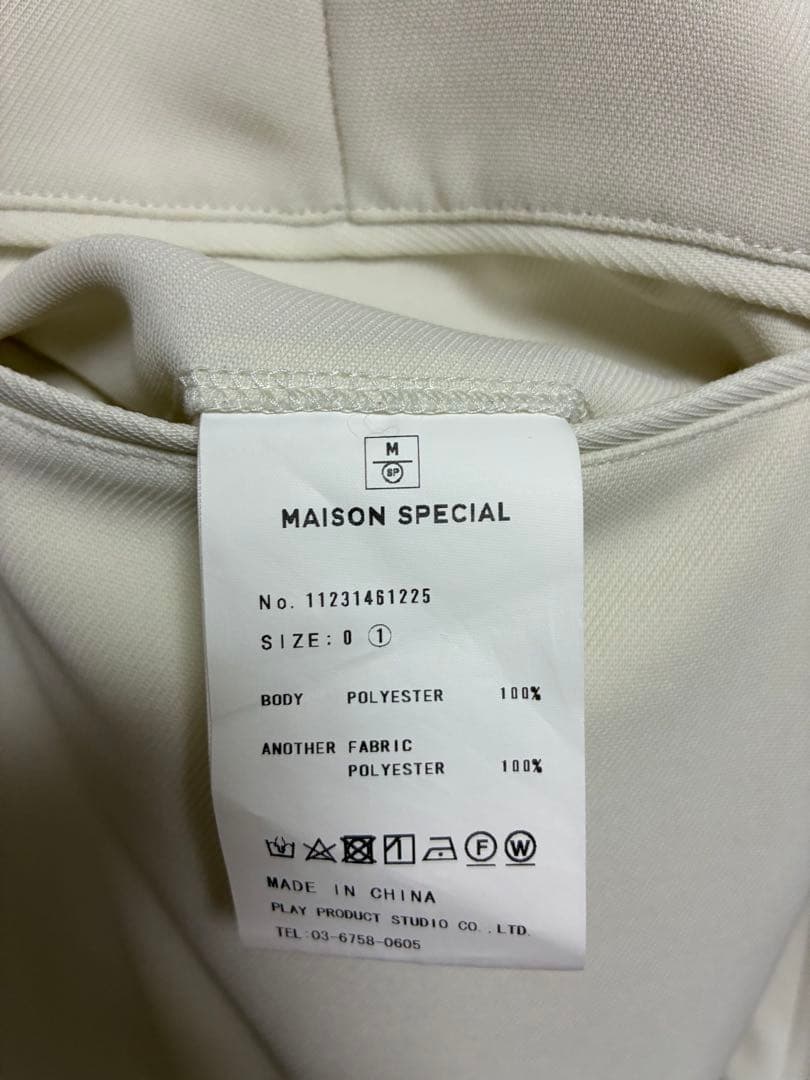 M
SP
MAISON SPECIAL
No. 11231461225
SIZE: 0 ①
BODY POLYESTER 100%
ANOTHER FABRIC
POLYESTER 100%
F W
MADE IN CHINA
PLAY PRODUCT STUDIO CO.,LTD.
TEL:03-6758-0605